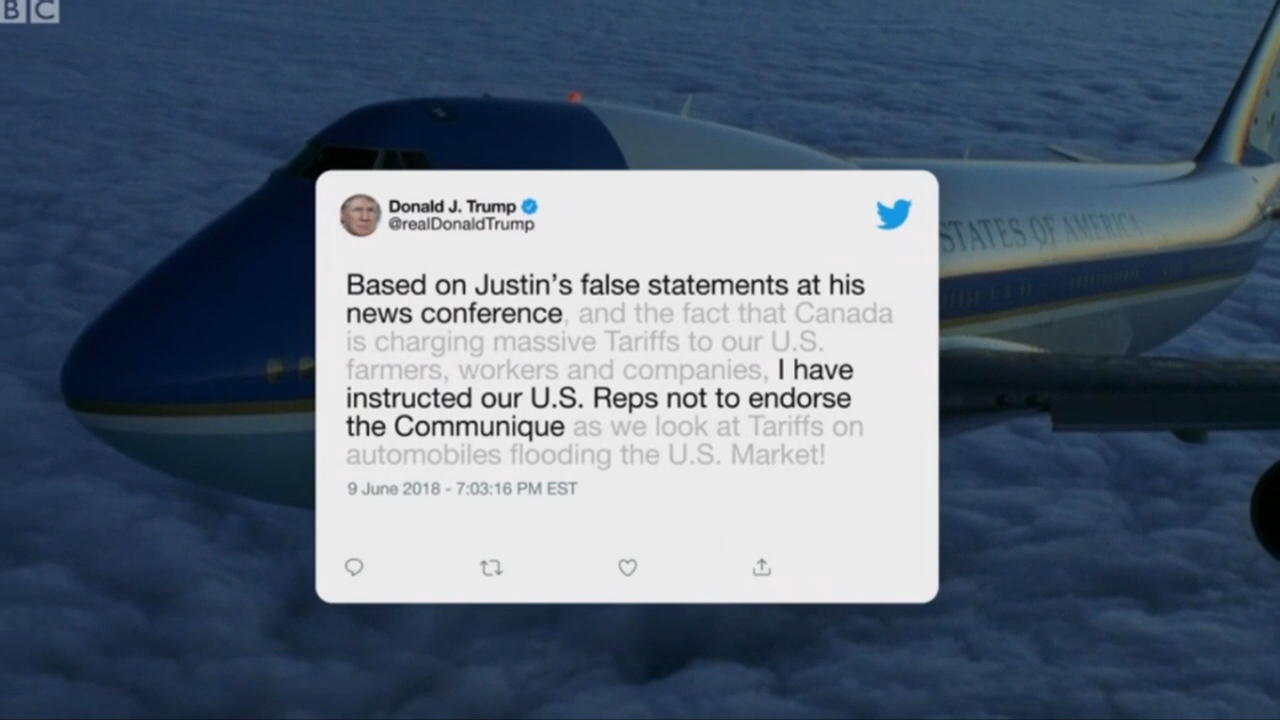 BBC
Donald J. Trump
@realDonaldTrump
STATES OF AMERICA
Based on Justin’s false statements at his
news conference, and the fact that Canada
is charging massive Tariffs to our U.S.
farmers, workers and companies, I have
instructed our U.S. Reps not to endorse
the Communique as we look at Tariffs on
automobiles flooding the U.S. Market!
9 June 2018 - 7:03:16 PM EST